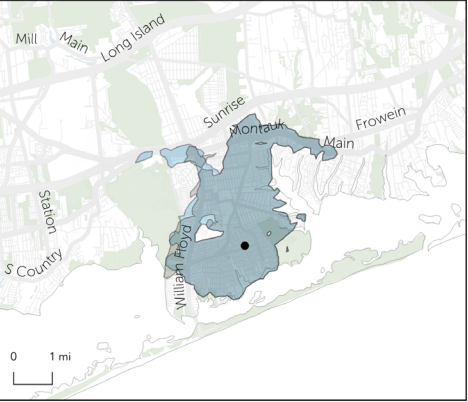 Mill
Main
Long Island
Sunrise
Montauk
Frowein
Main
Station
S Country
William Floyd
0 1 mi